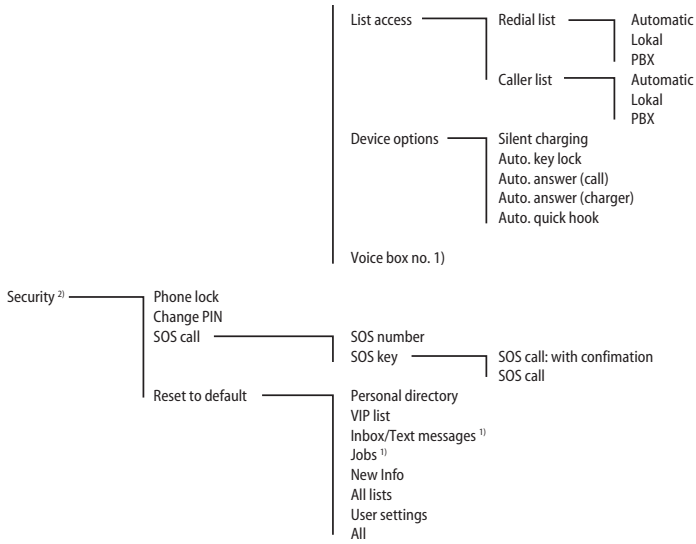 List access Redial list Automatic
Lokal
PBX
Caller list Automatic
Lokal
PBX
Device options Silent charging
Auto. key lock
Auto. answer (call)
Auto. answer (charger)
Auto. quick hook
Voice box no. 1)
Security 2) Phone lock
Change PIN
SOS call SOS number
SOS key SOS call: with confimation
SOS call
Reset to default Personal directory
VIP list
Inbox/Text messages 1)
Jobs 1)
New Info
All lists
User settings
All